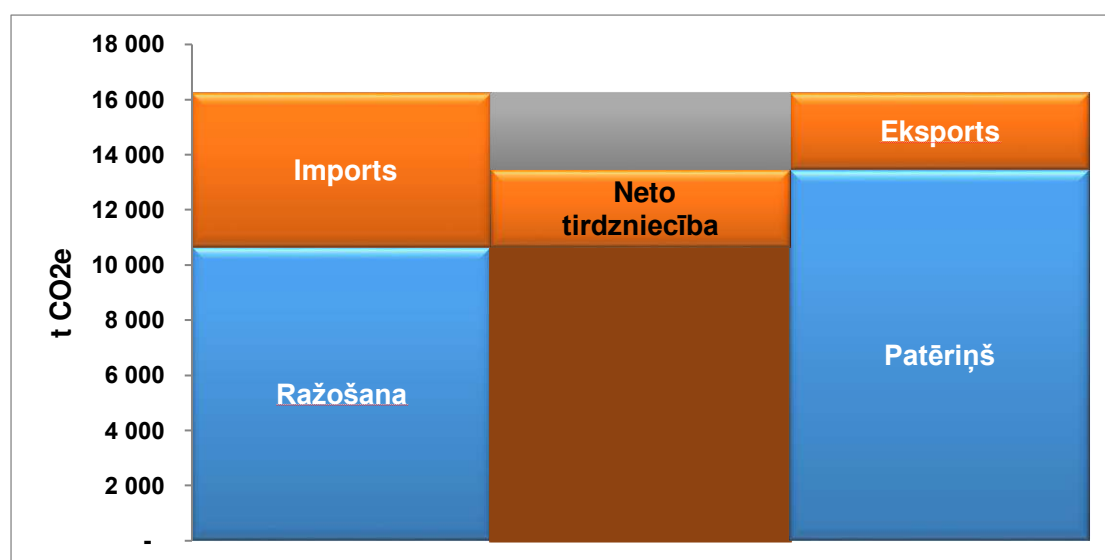 18 000
16 000
14 000
12 000
10 000
8 000
6 000
4 000
2 000
-
t CO2e
Imports
Ražošana
Neto
tirdzniecība
Eksports
Patēriņš